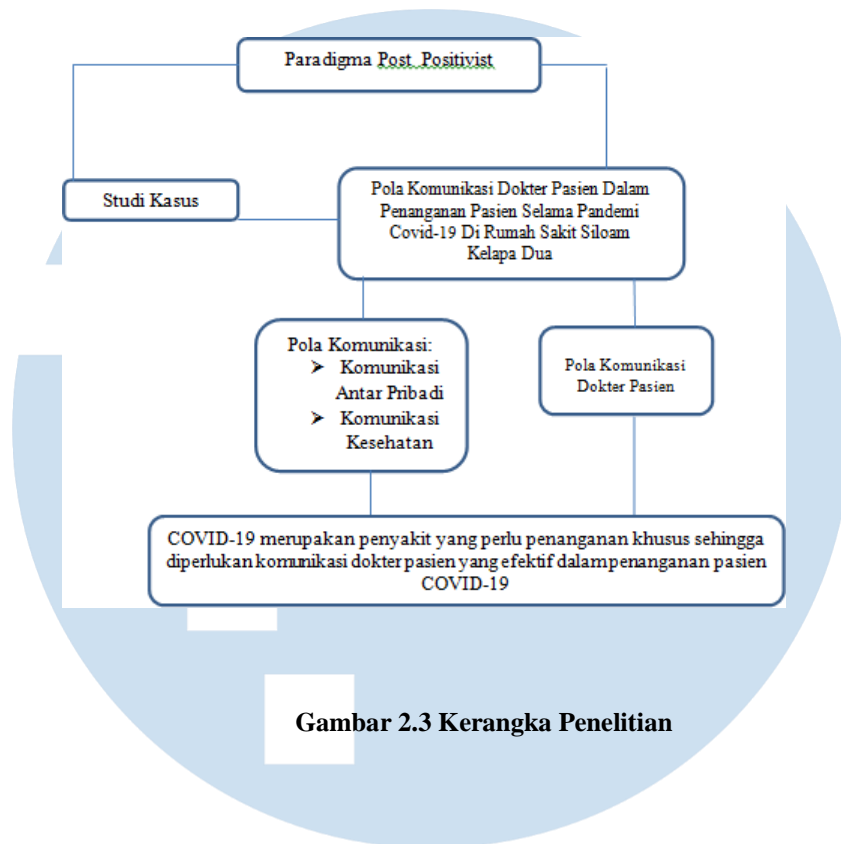 Paradigma Post Positivist
Studi Kasus
Pola Komunikasi Dokter Pasien Dalam
Penanganan Pasien Selama Pandemi
Covid-19 Di Rumah Sakit Siloam
Kelapa Dua
Pola Komunikasi:
➤ Komunikasi
Antar Pribadi
➤ Komunikasi
Kesehatan
Pola Komunikasi
Dokter Pasien
COVID-19 merupakan penyakit yang perlu penanganan khusus sehingga
diperlukan komunikasi dokter pasien yang efektif dalam penanganan pasien
COVID-19
Gambar 2.3 Kerangka Penelitian